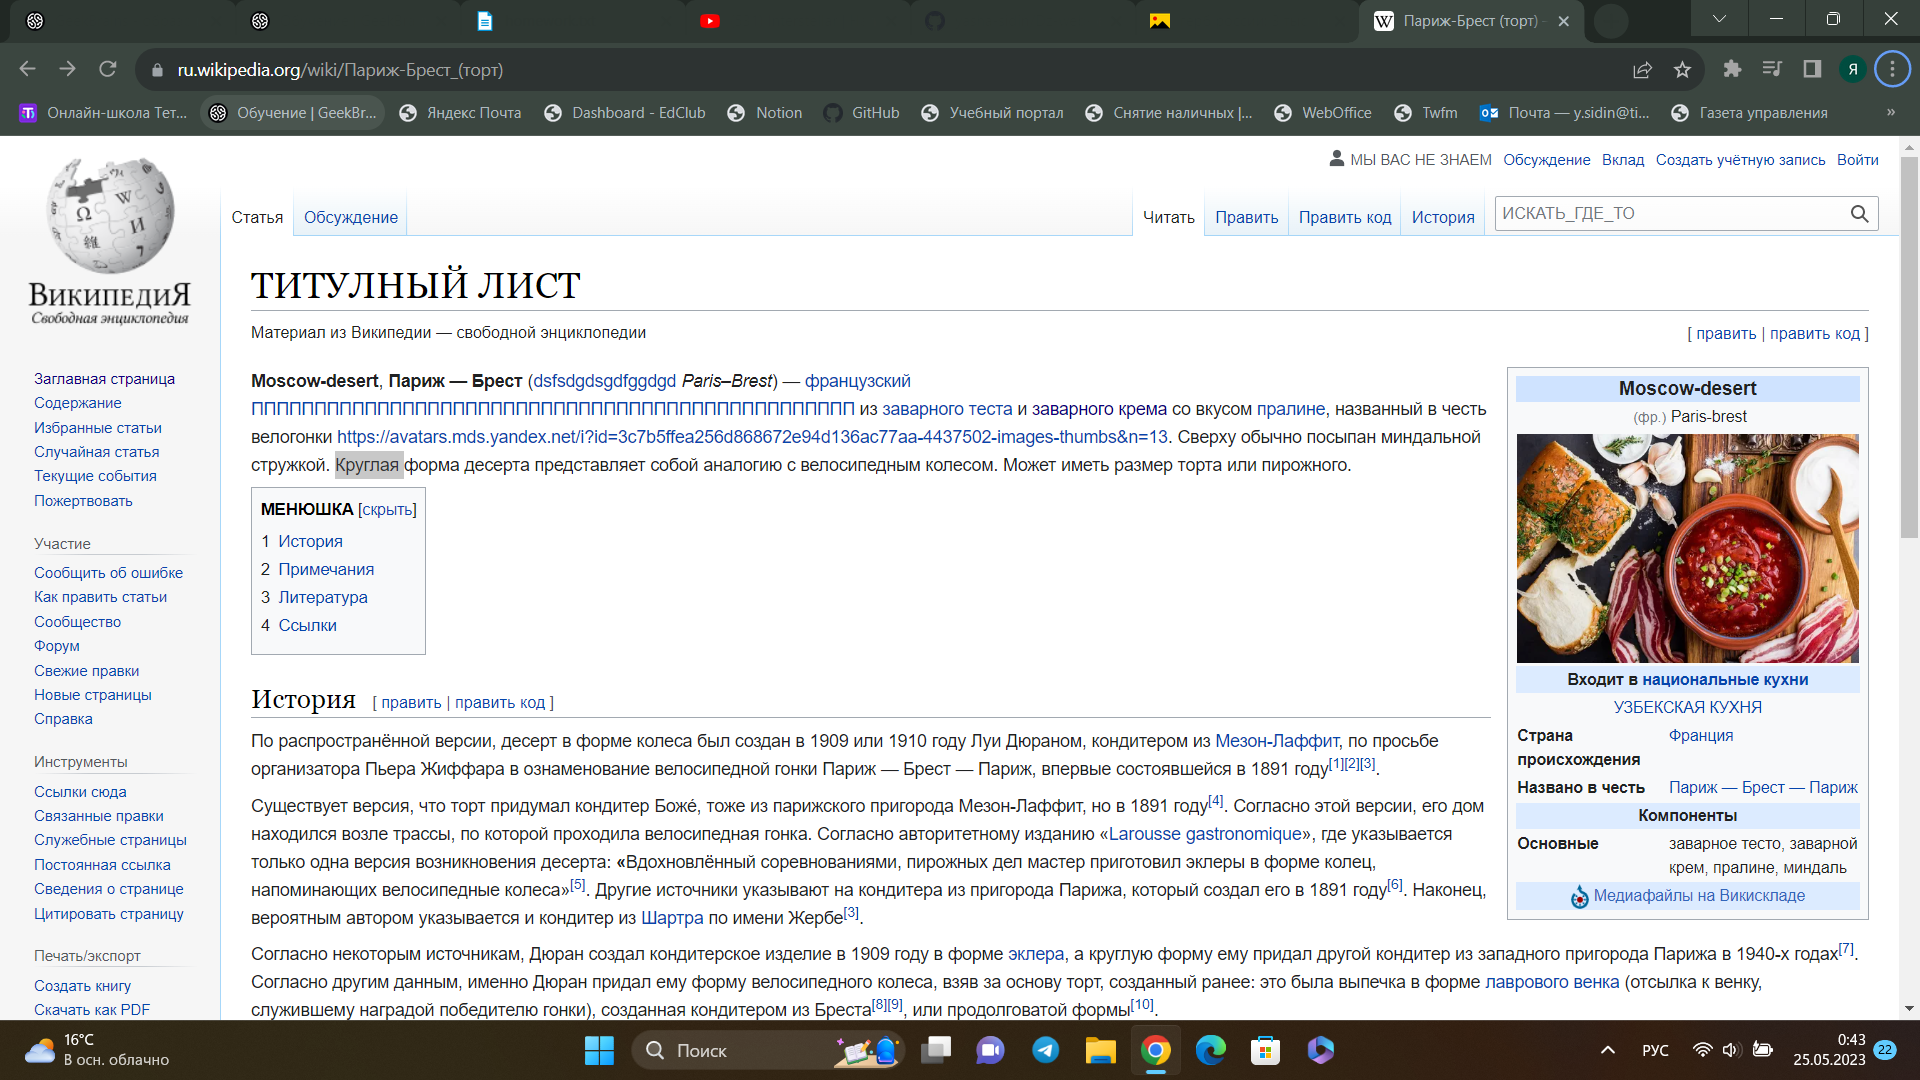 Париж-Брест (торт) -
ru.wikipedia.org/wiki/Париж-Брест_(торт)
Я
Онлайн-школа Тет...
Обучение | GeekBr...
Яндекс Почта
Dashboard - EdClub
Notion
GitHub
Учебный портал
Снятие наличных |...
WebOffice
Twfm
Почта — y.sidin@ti...
Газета управления
»
МЫ ВАС НЕ ЗНАЕМ Обсуждение Вклад Создать учётную запись Войти
Статья Обсуждение Читать Править Править код История ИСКАТЬ_ГДЕ_ТО
ВИКИПЕДИЯ
Свободная энциклопедия
Заглавная страница
Содержание
Избранные статьи
Случайная статья
Текущие события
Пожертвовать
Участие
Сообщить об ошибке
Как править статьи
Сообщество
Форум
Свежие правки
Новые страницы
Справка
Инструменты
Ссылки сюда
Связанные правки
Служебные страницы
Постоянная ссылка
Сведения о странице
Цитировать страницу
Печать/экспорт
Создать книгу
Скачать как PDF
ТИТУЛНЫЙ ЛИСТ
Материал из Википедии — свободной энциклопедии
[ править | править код ]
Moscow-desert, Париж — Брест (dsfsdgdsgdfggdgd Paris–Brest) — французский
ПППППППППППППППППППППППППППППППППППППППППППППППП из заварного теста и заварного крема со вкусом пралине, названный в честь
велогонки https://avatars.mds.yandex.net/i?id=3c7b5ffea256d868672e94d136ac77aa-4437502-images-thumbs&n=13. Сверху обычно посыпан миндальной
стружкой. Круглая форма десерта представляет собой аналогию с велосипедным колесом. Может иметь размер торта или пирожного.
МЕНЮШКА [скрыть]
1 История
2 Примечания
3 Литература
4 Ссылки
История [ править | править код ]
По распространённой версии, десерт в форме колеса был создан в 1909 или 1910 году Луи Дюраном, кондитером из Мезон-Лаффит, по просьбе
организатора Пьера Жиффара в ознаменование велосипедной гонки Париж — Брест — Париж, впервые состоявшейся в 1891 году[1][2][3].
Существует версия, что торт придумал кондитер Божé, тоже из парижского пригорода Мезон-Лаффит, но в 1891 году[4]. Согласно этой версии, его дом
находился возле трассы, по которой проходила велосипедная гонка. Согласно авторитетному изданию «Larousse gastronomique», где указывается
только одна версия возникновения десерта: «Вдохновлённый соревнованиями, пирожных дел мастер приготовил эклеры в форме колец,
напоминающих велосипедные колеса»[5]. Другие источники указывают на кондитера из пригорода Парижа, который создал его в 1891 году[6]. Наконец,
вероятным автором указывается и кондитер из Шартра по имени Жербе[3].
Согласно некоторым источникам, Дюран создал кондитерское изделие в 1909 году в форме эклера, а круглую форму ему придал другой кондитер из западного пригорода Парижа в 1940-х годах[7].
Согласно другим данным, именно Дюран придал ему форму велосипедного колеса, взяв за основу торт, созданный ранее: это была выпечка в форме лаврового венка (отсылка к венку,
служившему наградой победителю гонки), созданная кондитером из Бреста[8][9], или продолговатой формы[10].
Moscow-desert
(фр.) Paris-brest
Входит в национальные кухни
УЗБЕКСКАЯ КУХНЯ
Страна происхождения Франция
Названо в честь Париж — Брест — Париж
Компоненты
Основные заварное тесто, заварной
крем, пралине, миндаль
Медиафайлы на Викискладе
16°C
В осн. облачно
Поиск
РУС
0:43
25.05.2023
22